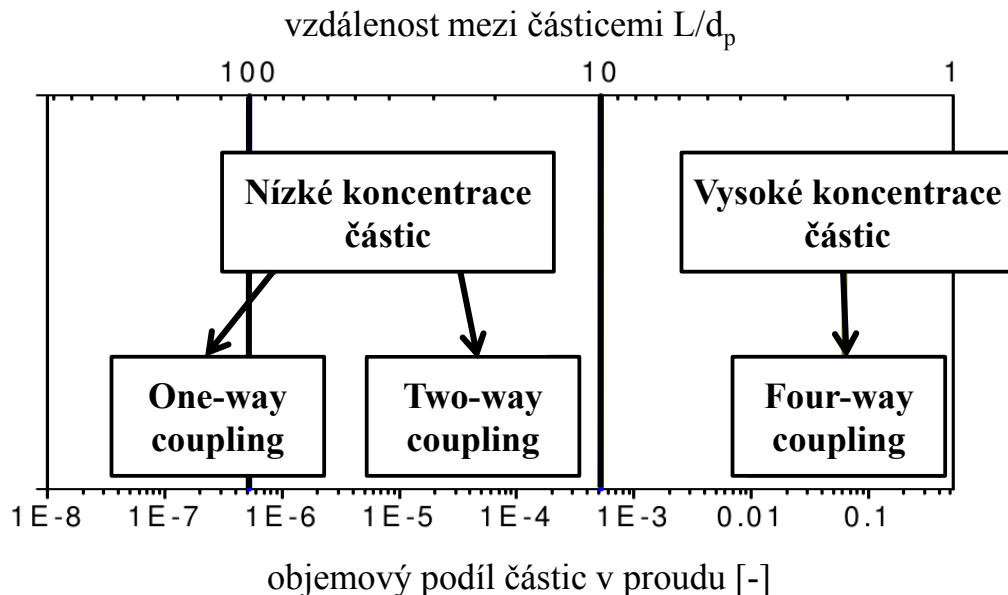 vzdálenost mezi částicemi L/dp
100 10 1
Nízké koncentrace
částic
Vysoké koncentrace
částic
One-way
coupling
Two-way
coupling
Four-way
coupling
1E-8 1E-7 1E-6 1E-5 1E-4 1E-3 0.01 0.1
objemový podíl částic v proudu [-]